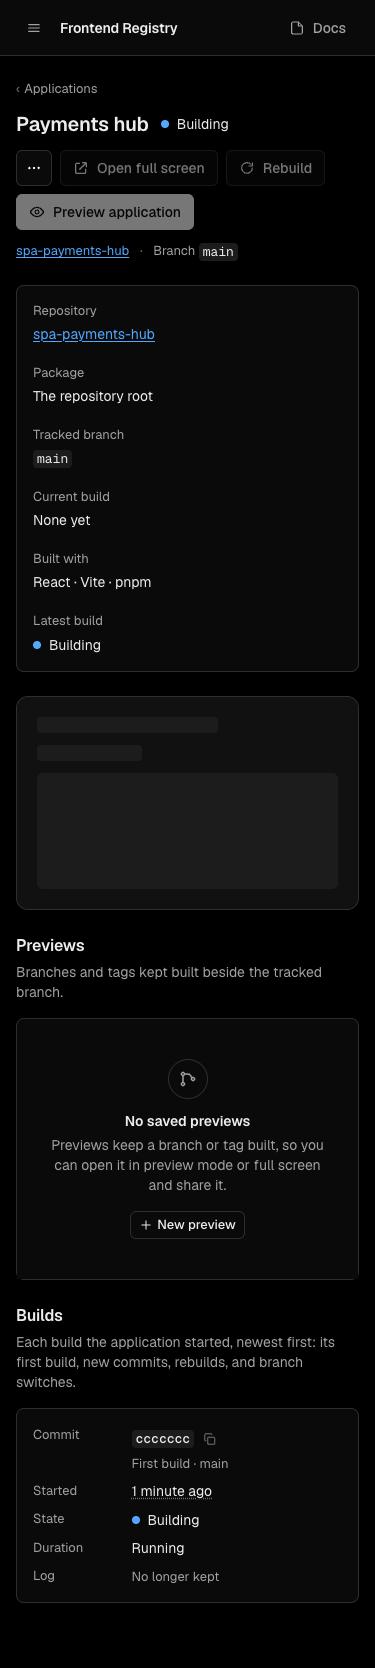 Frontend Registry
Docs
‹ Applications
Payments hub
Building
Open full screen
Rebuild
Preview application
spa-payments-hub · Branch main
Repository
spa-payments-hub
Package
The repository root
Tracked branch
main
Current build
None yet
Built with
React · Vite · pnpm
Latest build
Building
Previews
Branches and tags kept built beside the tracked
branch.
No saved previews
Previews keep a branch or tag built, so you
can open it in preview mode or full screen
and share it.
New preview
Builds
Each build the application started, newest first: its
first build, new commits, rebuilds, and branch
switches.
Commit
ccccccc
First build · main
Started
1 minute ago
State
Building
Duration
Running
Log
No longer kept